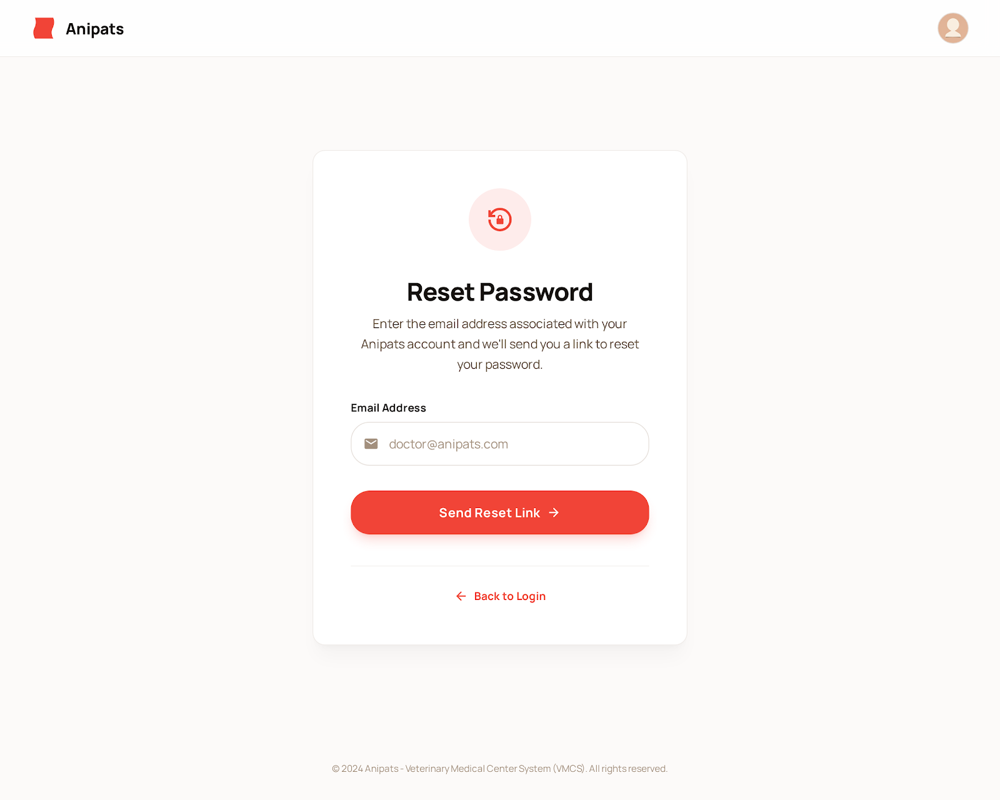 Anipats
Reset Password
Enter the email address associated with your
Anipats account and we'll send you a link to reset
your password.
Email Address
doctor@anipats.com
Send Reset Link
Back to Login
© 2024 Anipats - Veterinary Medical Center System (VMCS). All rights reserved.